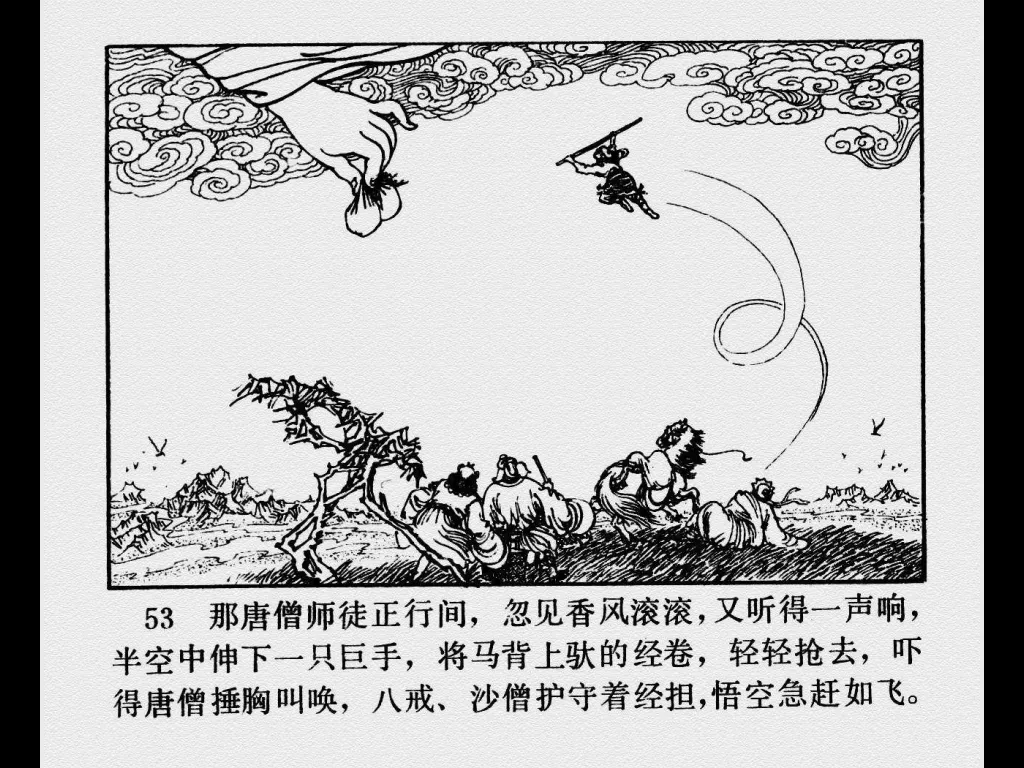 53 那唐僧师徒正行间，忽见香风滚滚，又听得一声响，
半空中伸下一只巨手，将马背上驮的经卷，轻轻抢去，吓
得唐僧捶胸叫唤，八戒、沙僧护守着经担，悟空急赶如飞。